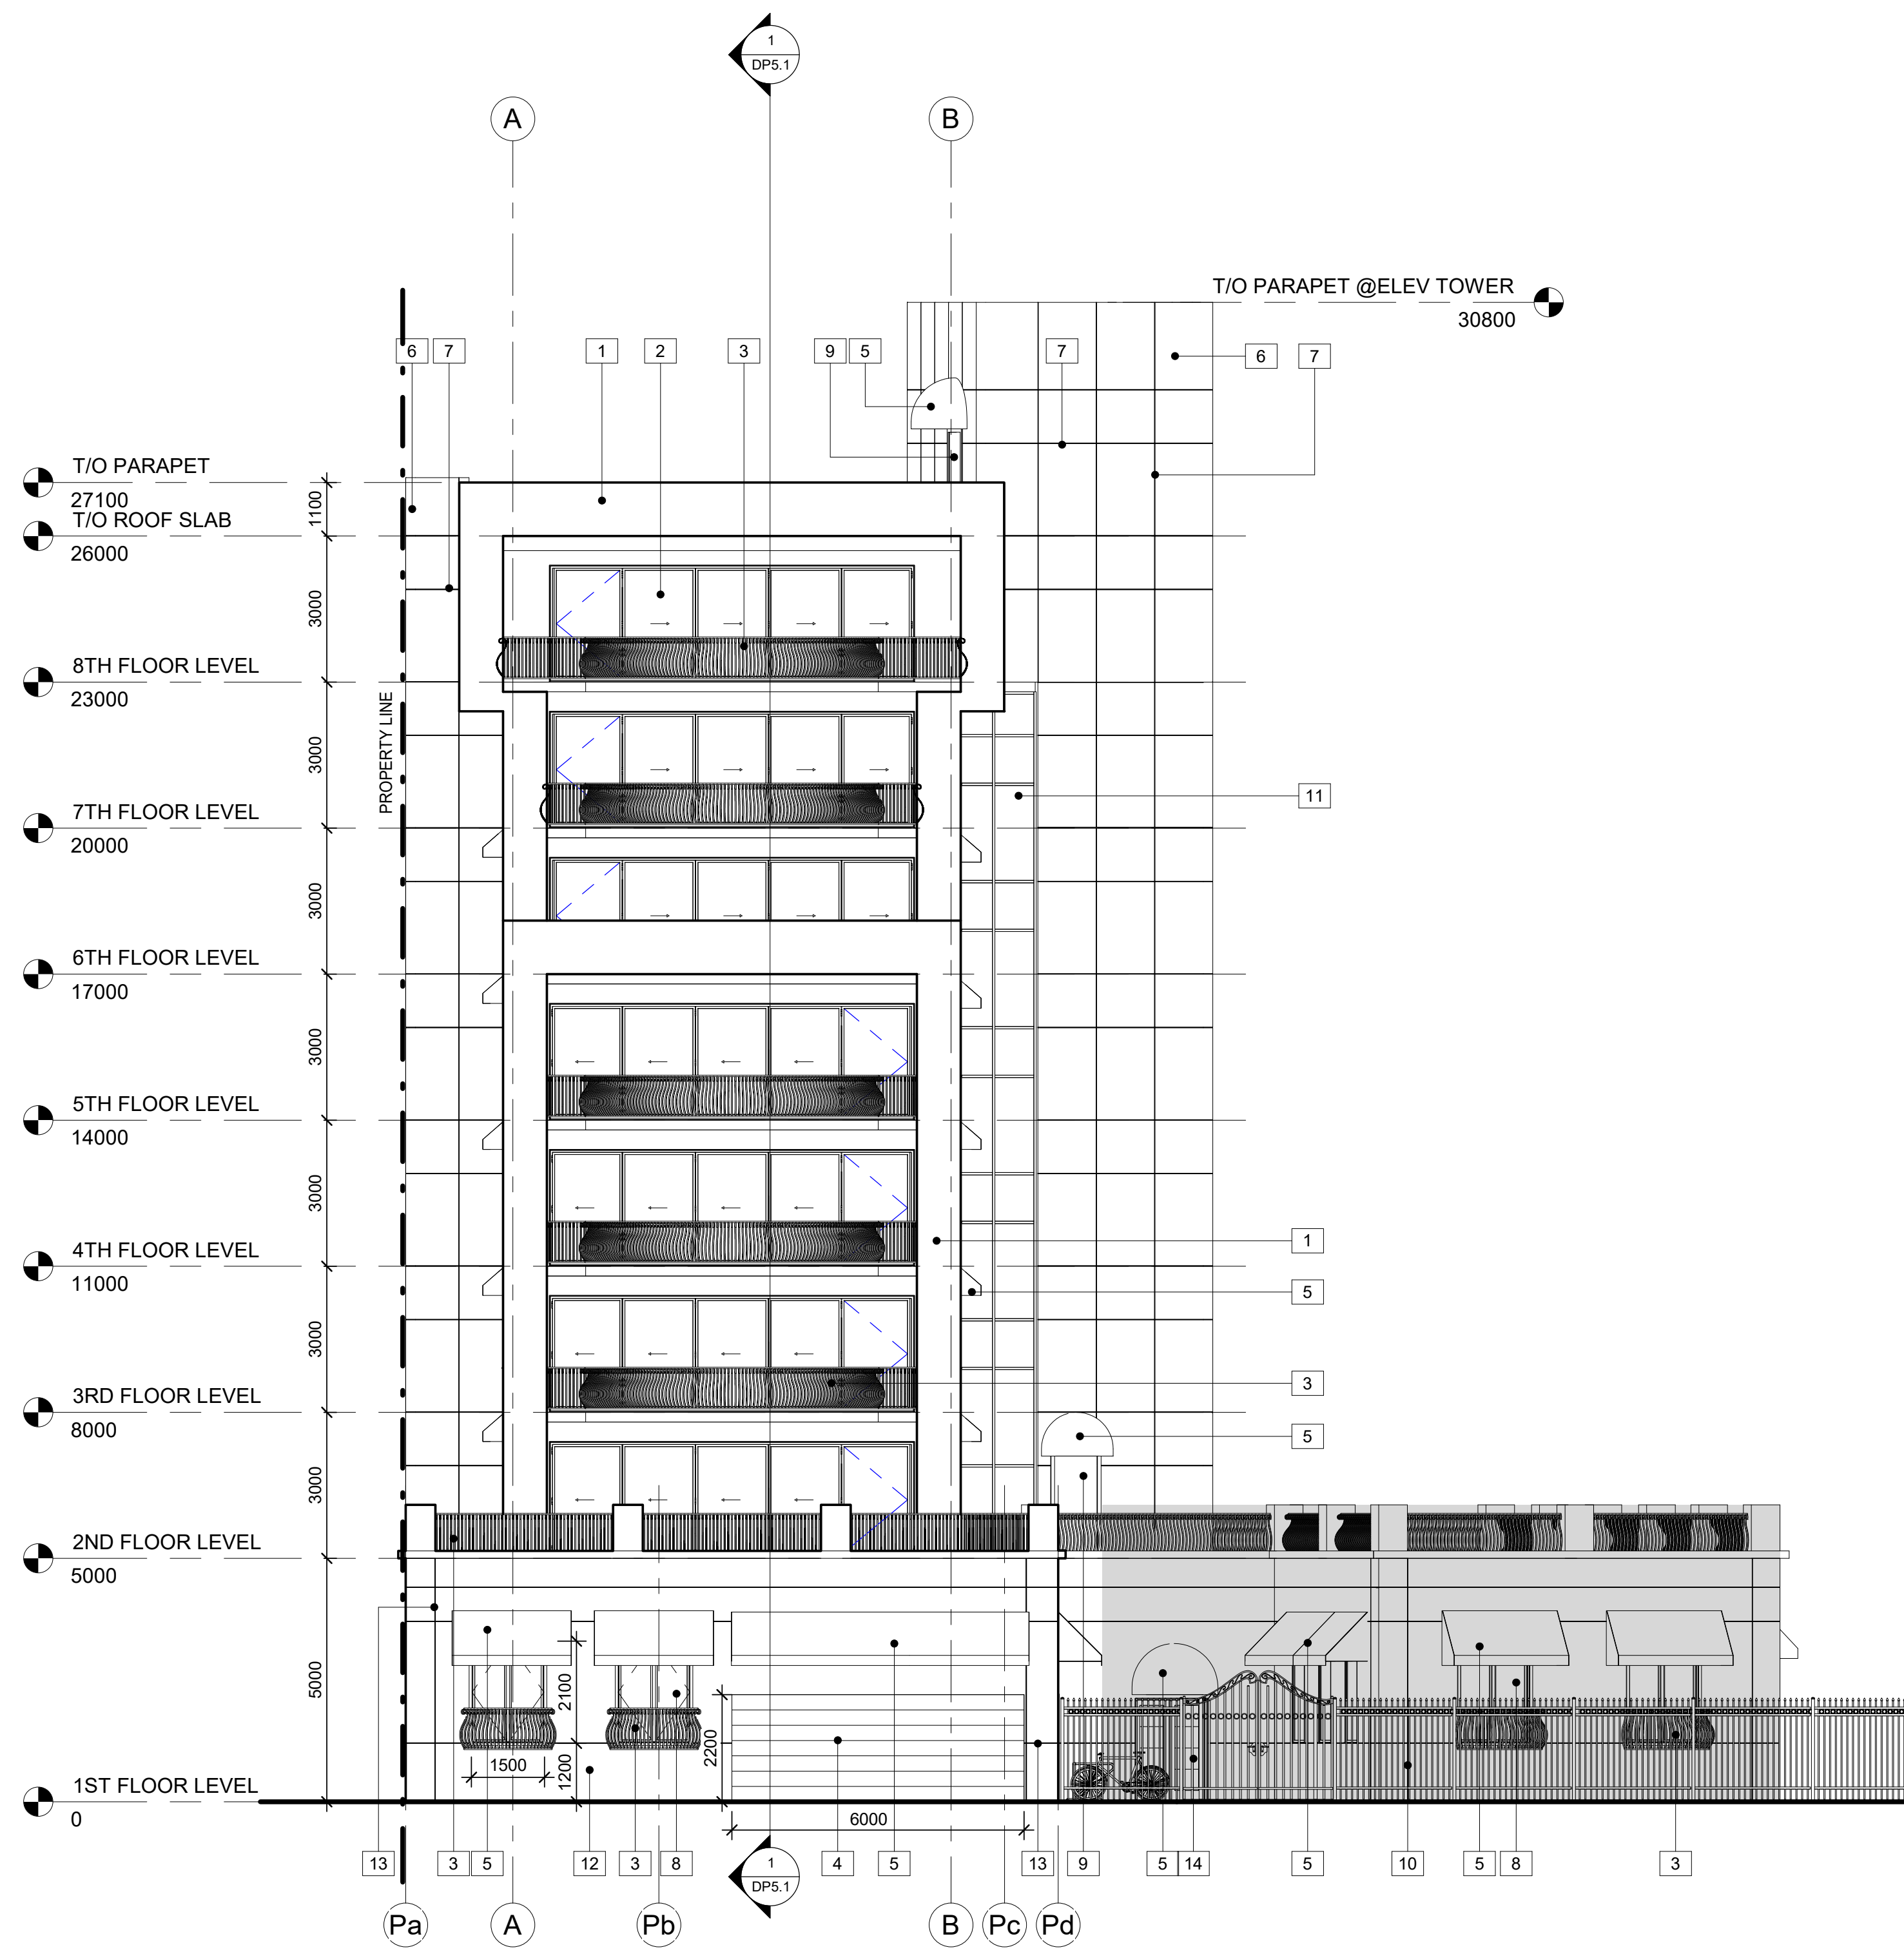 1
DP5.1
A
B
T/O PARAPET @ELEV TOWER
30800
6
7
1
2
3
9
5
7
6
7
T/O PARAPET
27100
1100
T/O ROOF SLAB
26000
3000
8TH FLOOR LEVEL
23000
PROPERTY LINE
3000
11
7TH FLOOR LEVEL
20000
3000
6TH FLOOR LEVEL
17000
3000
5TH FLOOR LEVEL
14000
3000
1
4TH FLOOR LEVEL
11000
5
3000
3
3RD FLOOR LEVEL
8000
5
3000
2ND FLOOR LEVEL
5000
5000
2100
1500
1200
2200
1ST FLOOR LEVEL
0
6000
13
3
5
12
3
8
1
DP5.1
4
5
13
9
5
14
5
10
5
8
3
Pa
A
Pb
B
Pc
Pd